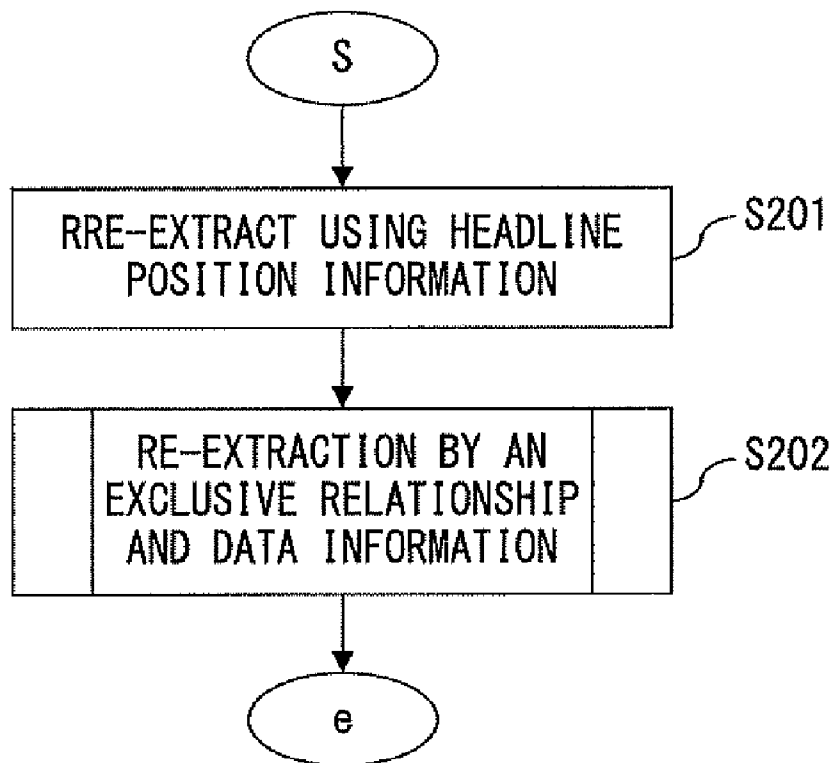 S
RRE-EXTRACT USING HEADLINE
POSITION INFORMATION
S201
RE-EXTRACTION BY AN
EXCLUSIVE RELATIONSHIP
AND DATA INFORMATION
S202
e